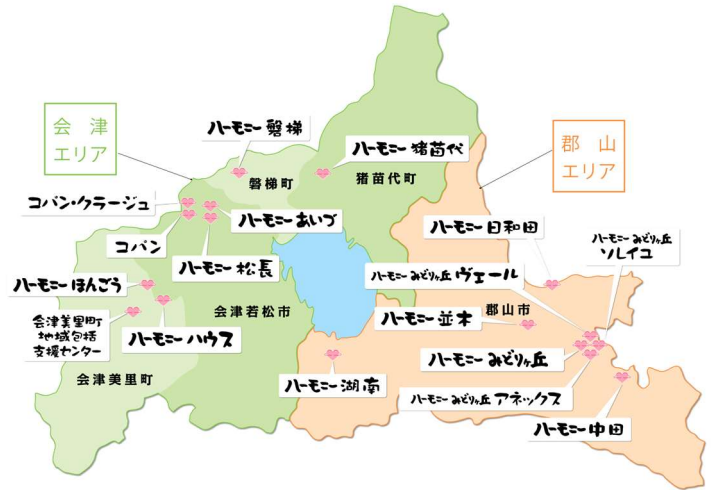 会津
エリア
ハーモニー 磐梯
ハーモニー 猪苗代
郡山
エリア
磐梯町
猪苗代町
コパン・クラージュ
ハーモニー あいづ
コパン
ハーモニー 松長
ハーモニー 日和田
ハーモニー みどりヶ丘
ソレイユ
ハーモニー みどりヶ丘 ヴェール
ハーモニー ほんごう
会津若松市
郡山市
会津美里町
地域包括
支援センター
ハーモニー ハウス
ハーモニー 並木
ハーモニー みどりヶ丘
会津美里町
ハーモニー 湖南
ハーモニー みどりヶ丘 アネックス
ハーモニー 中田